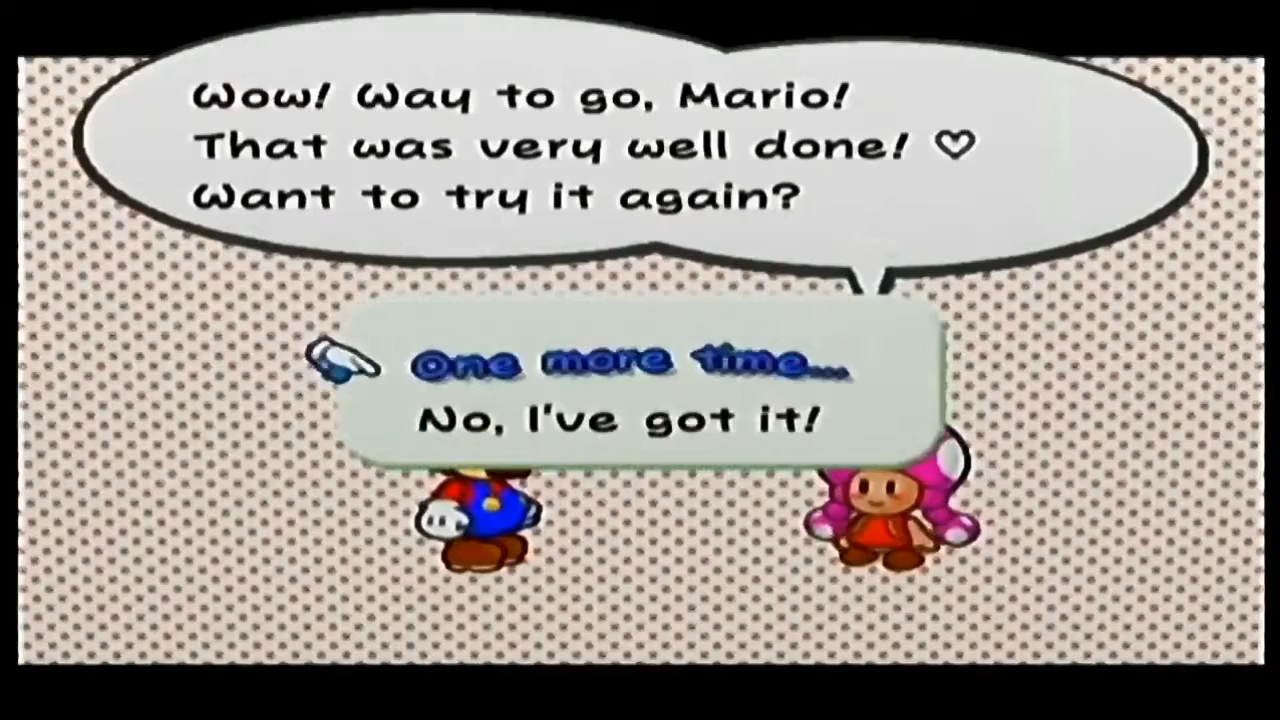 Wow! Way to go, Mario!
That was very well done! ♡
Want to try it again?
One more time...
No, I've got it!